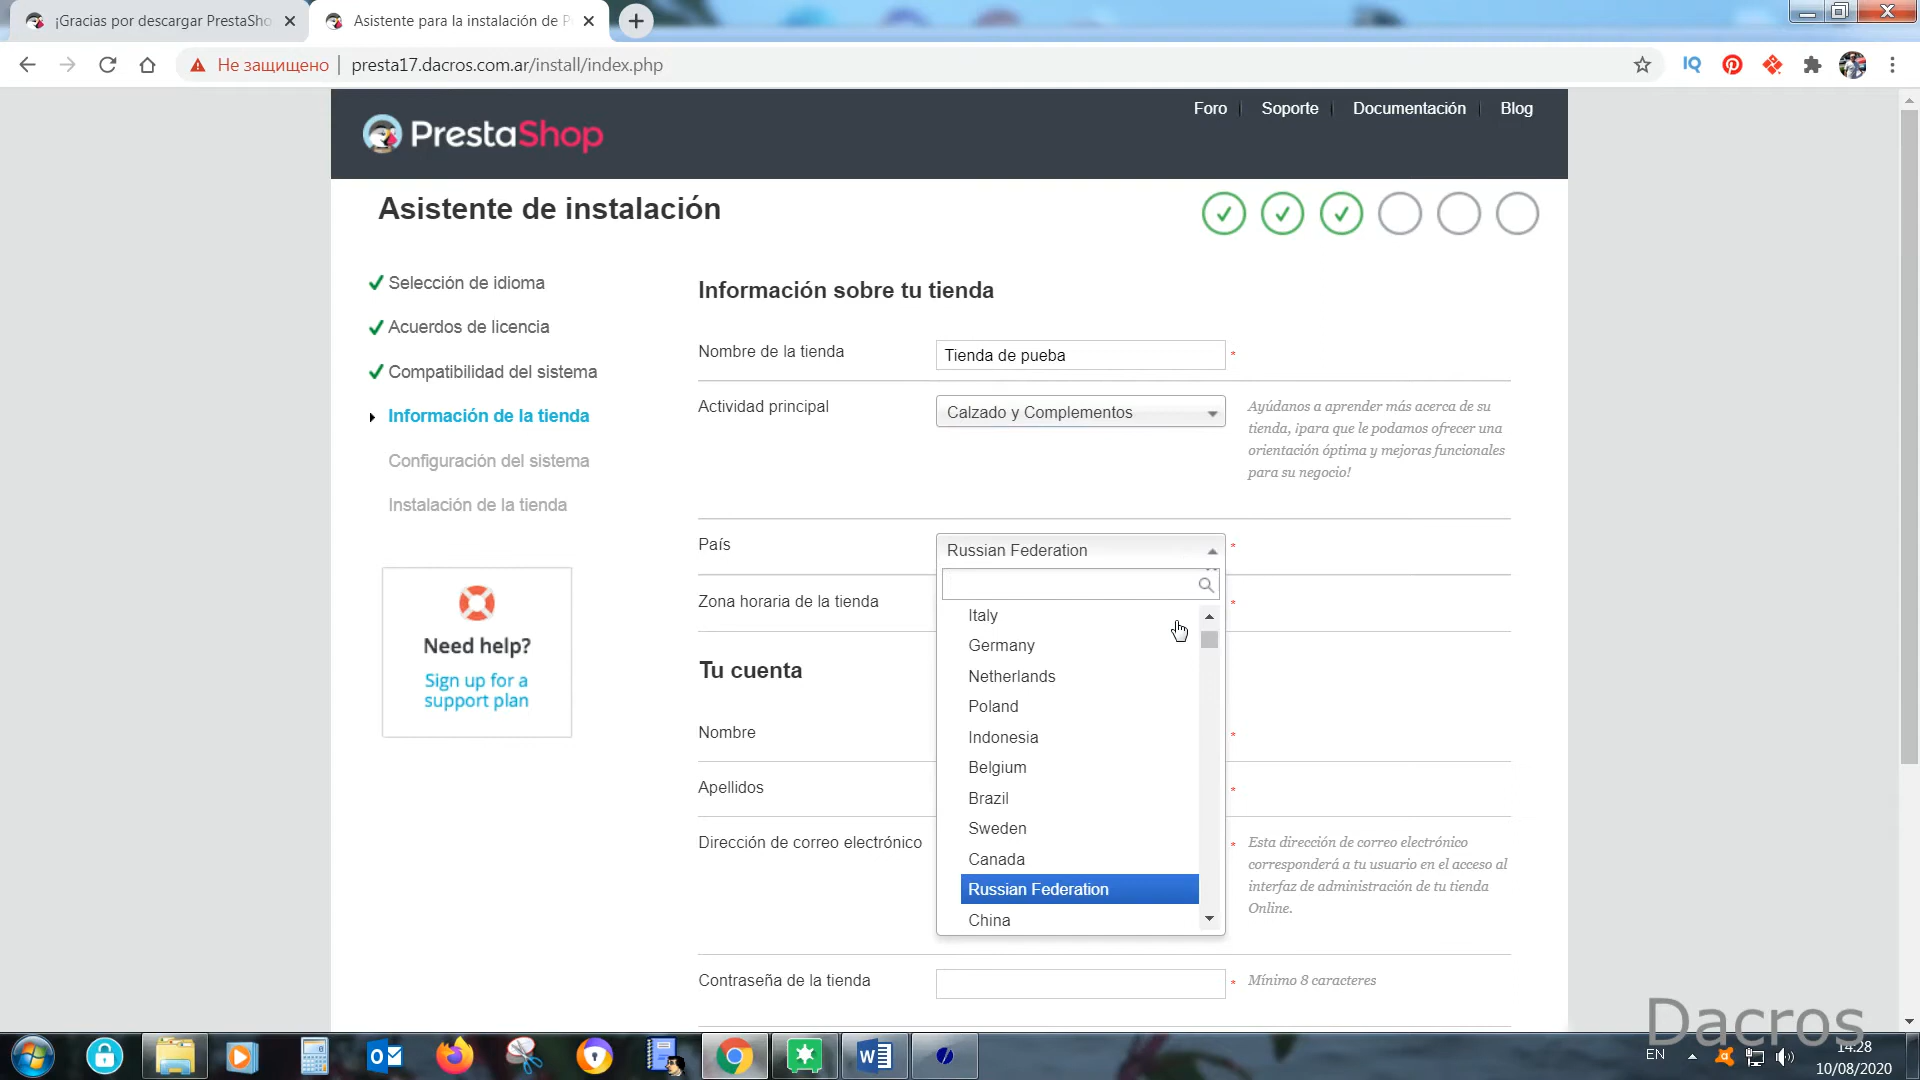 ¡Gracias por descargar PrestaSho
Asistente para la instalación de P
Не защищено
presta17.dacros.com.ar/install/index.php
IQ
Foro
Soporte
Documentación
Blog
PrestaShop
Asistente de instalación
Selección de idioma
Acuerdos de licencia
Compatibilidad del sistema
Información de la tienda
Configuración del sistema
Instalación de la tienda
Need help?
Sign up for a
support plan
Información sobre tu tienda
Nombre de la tienda
Tienda de pueba
*
Actividad principal
Calzado y Complementos
Ayúdanos a aprender más acerca de su
tienda, ¡para que le podamos ofrecer una
orientación óptima y mejoras funcionales
para su negocio!
País
Russian Federation
*
Italy
Germany
Netherlands
Poland
Indonesia
Belgium
Brazil
Sweden
Canada
Russian Federation
China
Zona horaria de la tienda
*
Tu cuenta
Nombre
*
Apellidos
*
Dirección de correo electrónico
*
Esta dirección de correo electrónico
corresponderá a tu usuario en el acceso al
interfaz de administración de tu tienda
Online.
Contraseña de la tienda
*
Mínimo 8 caracteres
Dacros
EN
14:28
10/08/2020